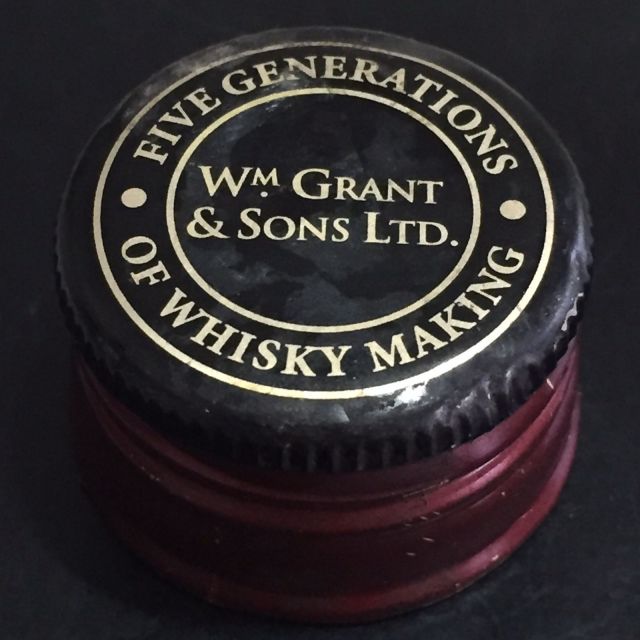 FIVE GENERATIONS
WM. GRANT
& SONS LTD.
OF WHISKY MAKING